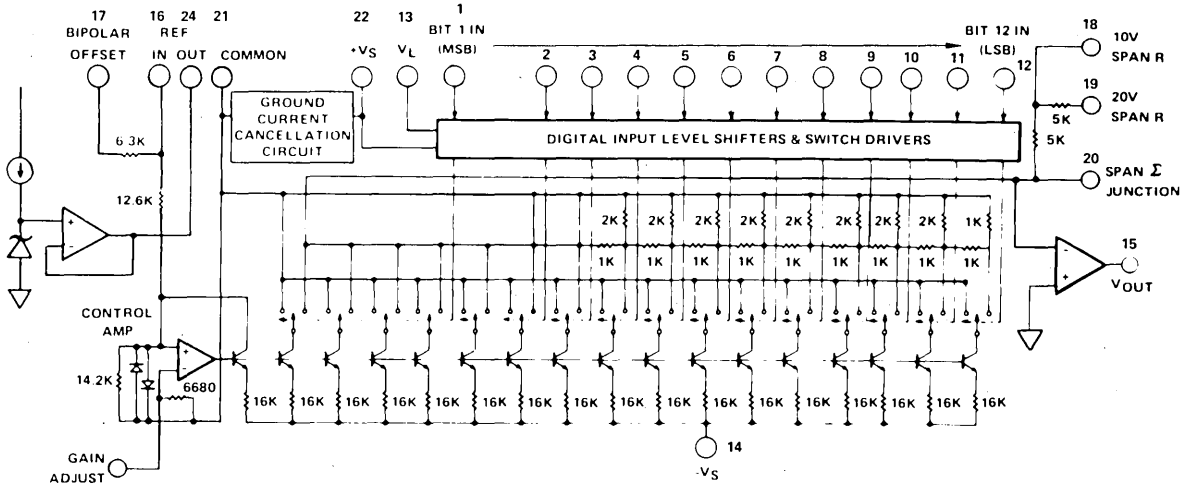 17 16 24 21 22 13 1
BIPOLAR OFFSET
REF
IN OUT COMMON
+VS
VL
BIT 1 IN
(MSB)
BIT 12 IN
(LSB)
2 3 4 5 6 7 8 9 10 11 12
18
10V
SPAN R
19
20V
SPAN R
5K
5K
20
SPAN Σ
JUNCTION
GROUND
CURRENT
CANCELLATION
CIRCUIT
DIGITAL INPUT LEVEL SHIFTERS & SWITCH DRIVERS
6.3K
12.6K
2K 2K 2K 2K 2K 2K 2K 1K
1K 1K 1K 1K 1K 1K 1K 1K
+
-
-
+
15
VOUT
CONTROL
AMP
+
-
14.2K
6680
16K 16K 16K 16K 16K 16K 16K 16K 16K 16K 16K 16K 16K 16K 16K 16K
14
-VS
GAIN
ADJUST